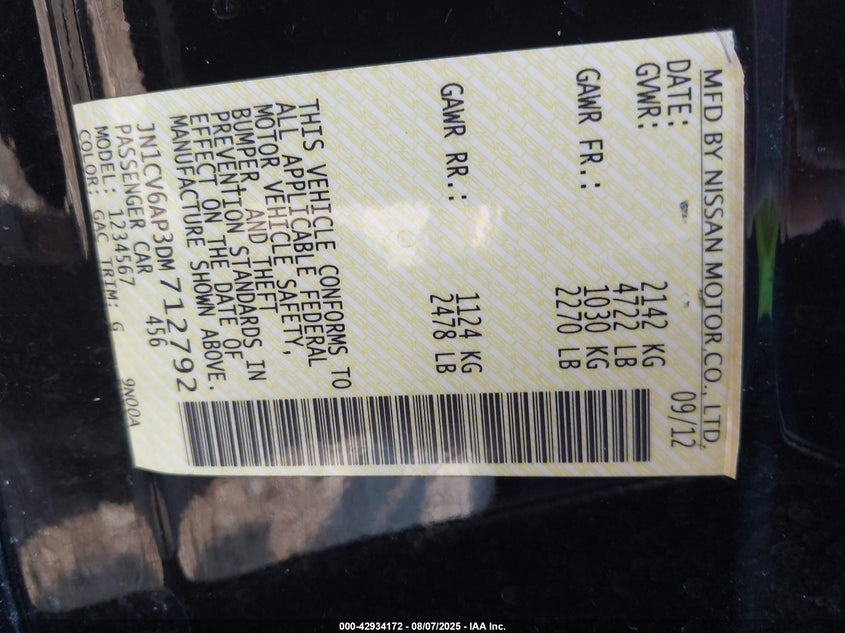 MFD BY NISSAN MOTOR CO., LTD.
DATE: 09/12
GVWR: 2142 KG
4722 LB
GAWR FR.: 1030 KG
2270 LB
GAWR RR.: 1124 KG
2478 LB
THIS VEHICLE CONFORMS TO
ALL APPLICABLE FEDERAL
MOTOR VEHICLE SAFETY,
BUMPER, AND THEFT
PREVENTION STANDARDS IN
EFFECT ON THE DATE OF
MANUFACTURE SHOWN ABOVE.
JN1CV6AP3DM712792
PASSENGER CAR 456
MODEL: 1234567
COLOR: GAC TRIM: G 9N00A
000-42934172 - 08/07/2025 - IAA Inc.